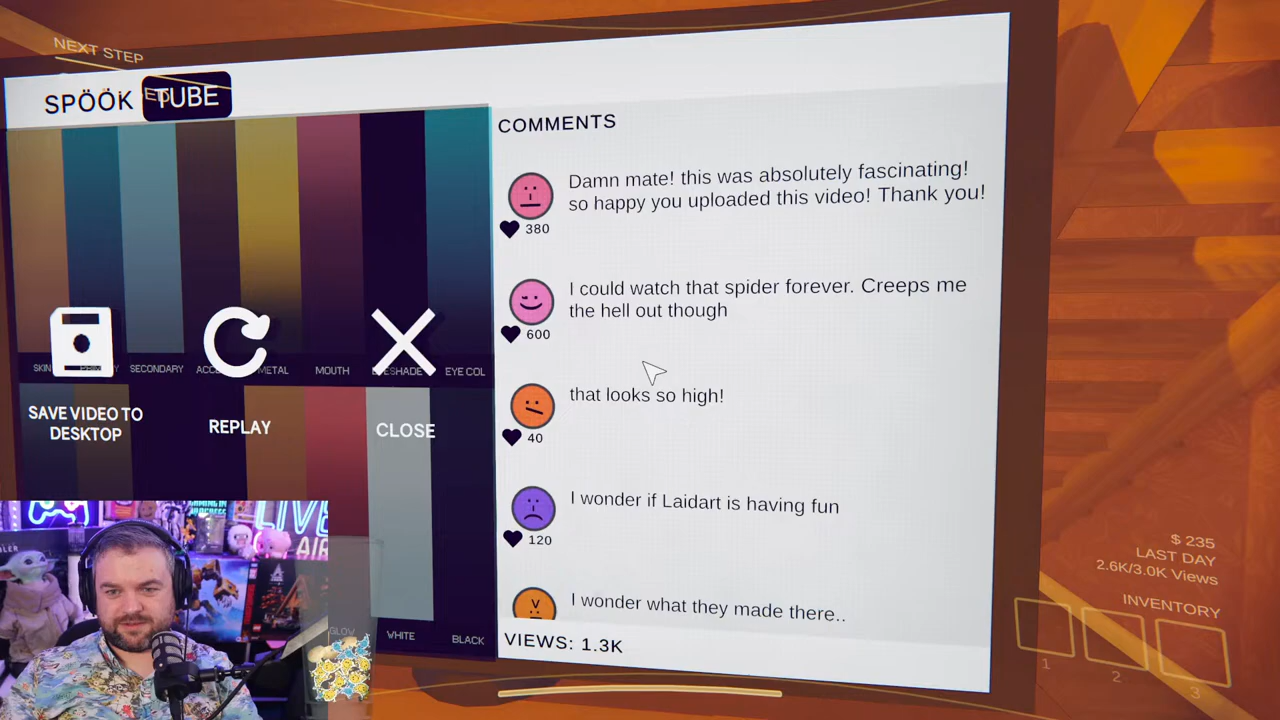 NEXT STEP
SPÖÖK TUBE
COMMENTS
Damn mate! this was absolutely fascinating!
so happy you uploaded this video! Thank you!
380
I could watch that spider forever. Creeps me
the hell out though
600
that looks so high!
40
I wonder if Laidart is having fun
120
I wonder what they made there..
VIEWS: 1.3K
SECONDARY
METAL
MOUTH
EYE COL
SAVE VIDEO TO
DESKTOP
REPLAY
CLOSE
GLOV
WHITE
BLACK
$ 235
LAST DAY
2.6K/3.0K Views
INVENTORY
1
2
3
LIVE
ON AIR